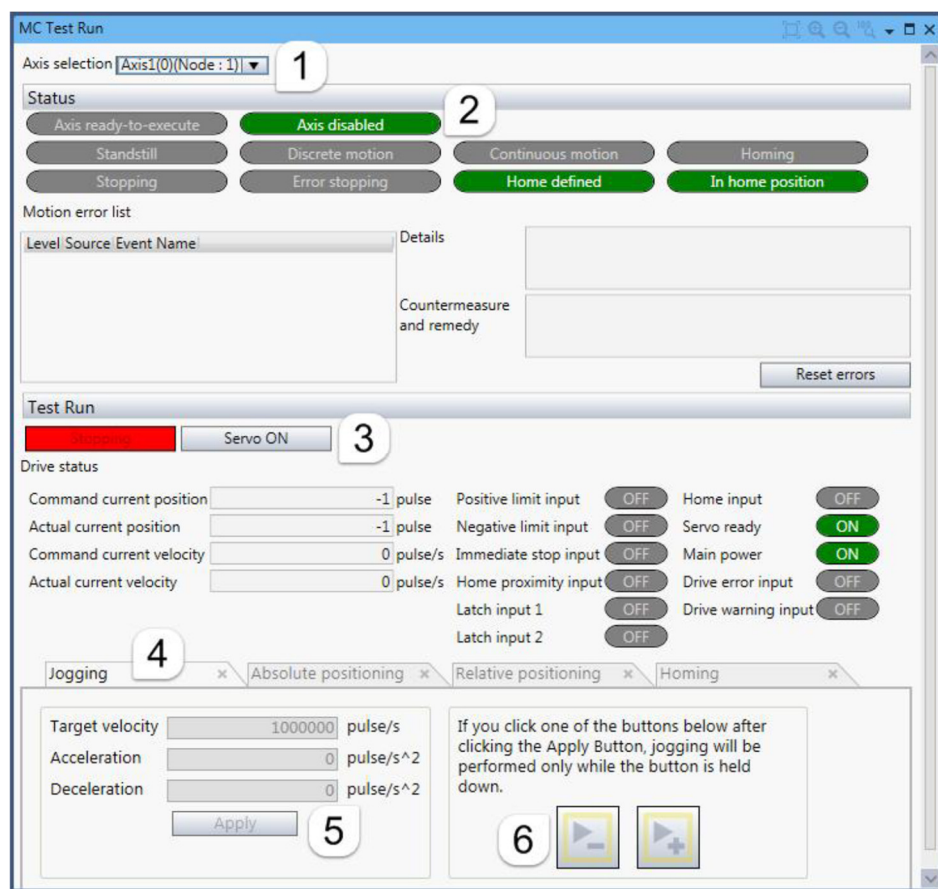 MC Test Run
Axis selection Axis1(0)(Node : 1) 1
Status 2
Axis ready-to-execute Axis disabled
Standstill Discrete motion Continuous motion Homing
Stopping Error stopping Home defined In home position
Motion error list
Level Source Event Name Details
Countermeasure
and remedy
Reset errors
Test Run
Stopping Servo ON 3
Drive status
Command current position -1 pulse Positive limit input OFF Home input OFF
Actual current position -1 pulse Negative limit input OFF Servo ready ON
Command current velocity 0 pulse/s Immediate stop input OFF Main power ON
Actual current velocity 0 pulse/s Home proximity input OFF Drive error input OFF
Latch input 1 OFF Drive warning input OFF
Latch input 2 OFF
4
Jogging Absolute positioning Relative positioning Homing
Target velocity 1000000 pulse/s
Acceleration 0 pulse/s^2
Deceleration 0 pulse/s^2
Apply 5
If you click one of the buttons below after
clicking the Apply Button, jogging will be
performed only while the button is held
down.
6